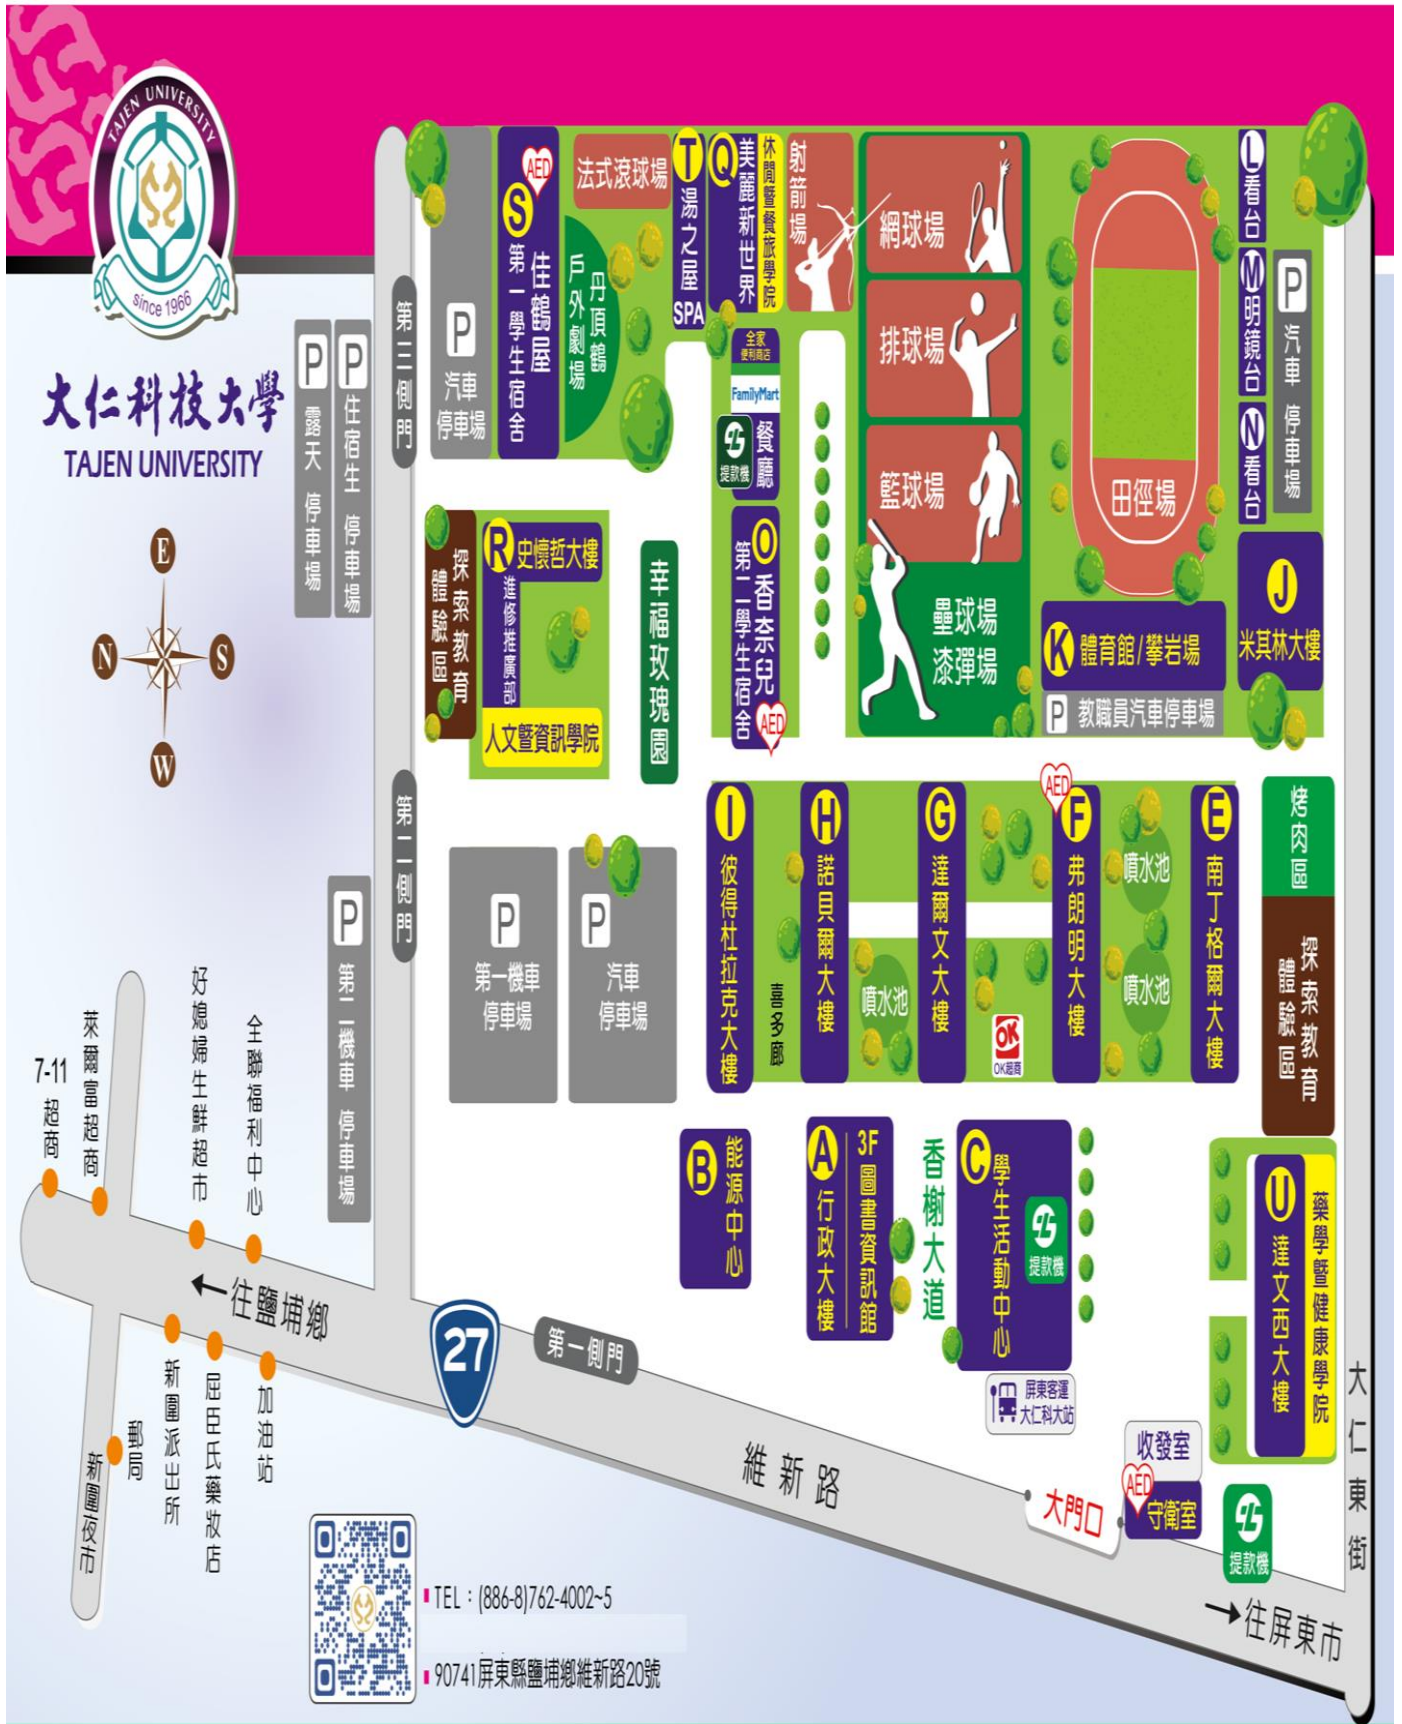 TAJEN UNIVERSITY
since 1966
大仁科技大學
TAJEN UNIVERSITY
E
N
S
W
P
露天 停車場
P
住宿生 停車場
第三側門
P
汽車
停車場
AED
S
佳鶴屋
第一學生宿舍
法式滾球場
丹頂鶴
戶外劇場
T
湯之屋
SPA
Q
美麗新世界
休閒暨餐旅學院
射箭場
網球場
排球場
籃球場
壘球場
漆彈場
田徑場
L
看台
M
明鏡台
N
看台
P
汽車 停車場
全家
便利商店
FamilyMart
提款機
餐廳
O
香奈兒
第二學生宿舍
AED
探索教育
體驗區
R
史懷哲大樓
進修推廣部
人文暨資訊學院
幸福玫瑰園
K
體育館/攀岩場
P
教職員汽車停車場
J
米其林大樓
第二側門
P
第二機車 停車場
P
第一機車
停車場
P
汽車
停車場
I
彼得杜拉克大樓
喜多廊
H
諾貝爾大樓
噴水池
G
達爾文大樓
OK
OK超商
AED
F
弗朗明大樓
噴水池
噴水池
E
南丁格爾大樓
烤肉區
探索教育
體驗區
B
能源中心
A
行政大樓
3F
圖書資訊館
香榭大道
C
學生活動中心
提款機
屏東客運
大仁科大站
U
達文西大樓
藥學暨健康學院
收發室
AED
守衛室
大門口
提款機
大仁東街
7-11
超商
萊爾富超商
好媳婦生鮮超市
全聯福利中心
←往鹽埔鄉
27
第一側門
維新路
→往屏東市
新圍派出所
屈臣氏藥妝店
加油站
郵局
新圍夜市
TEL：(886-8)762-4002~5
90741屏東縣鹽埔鄉維新路20號